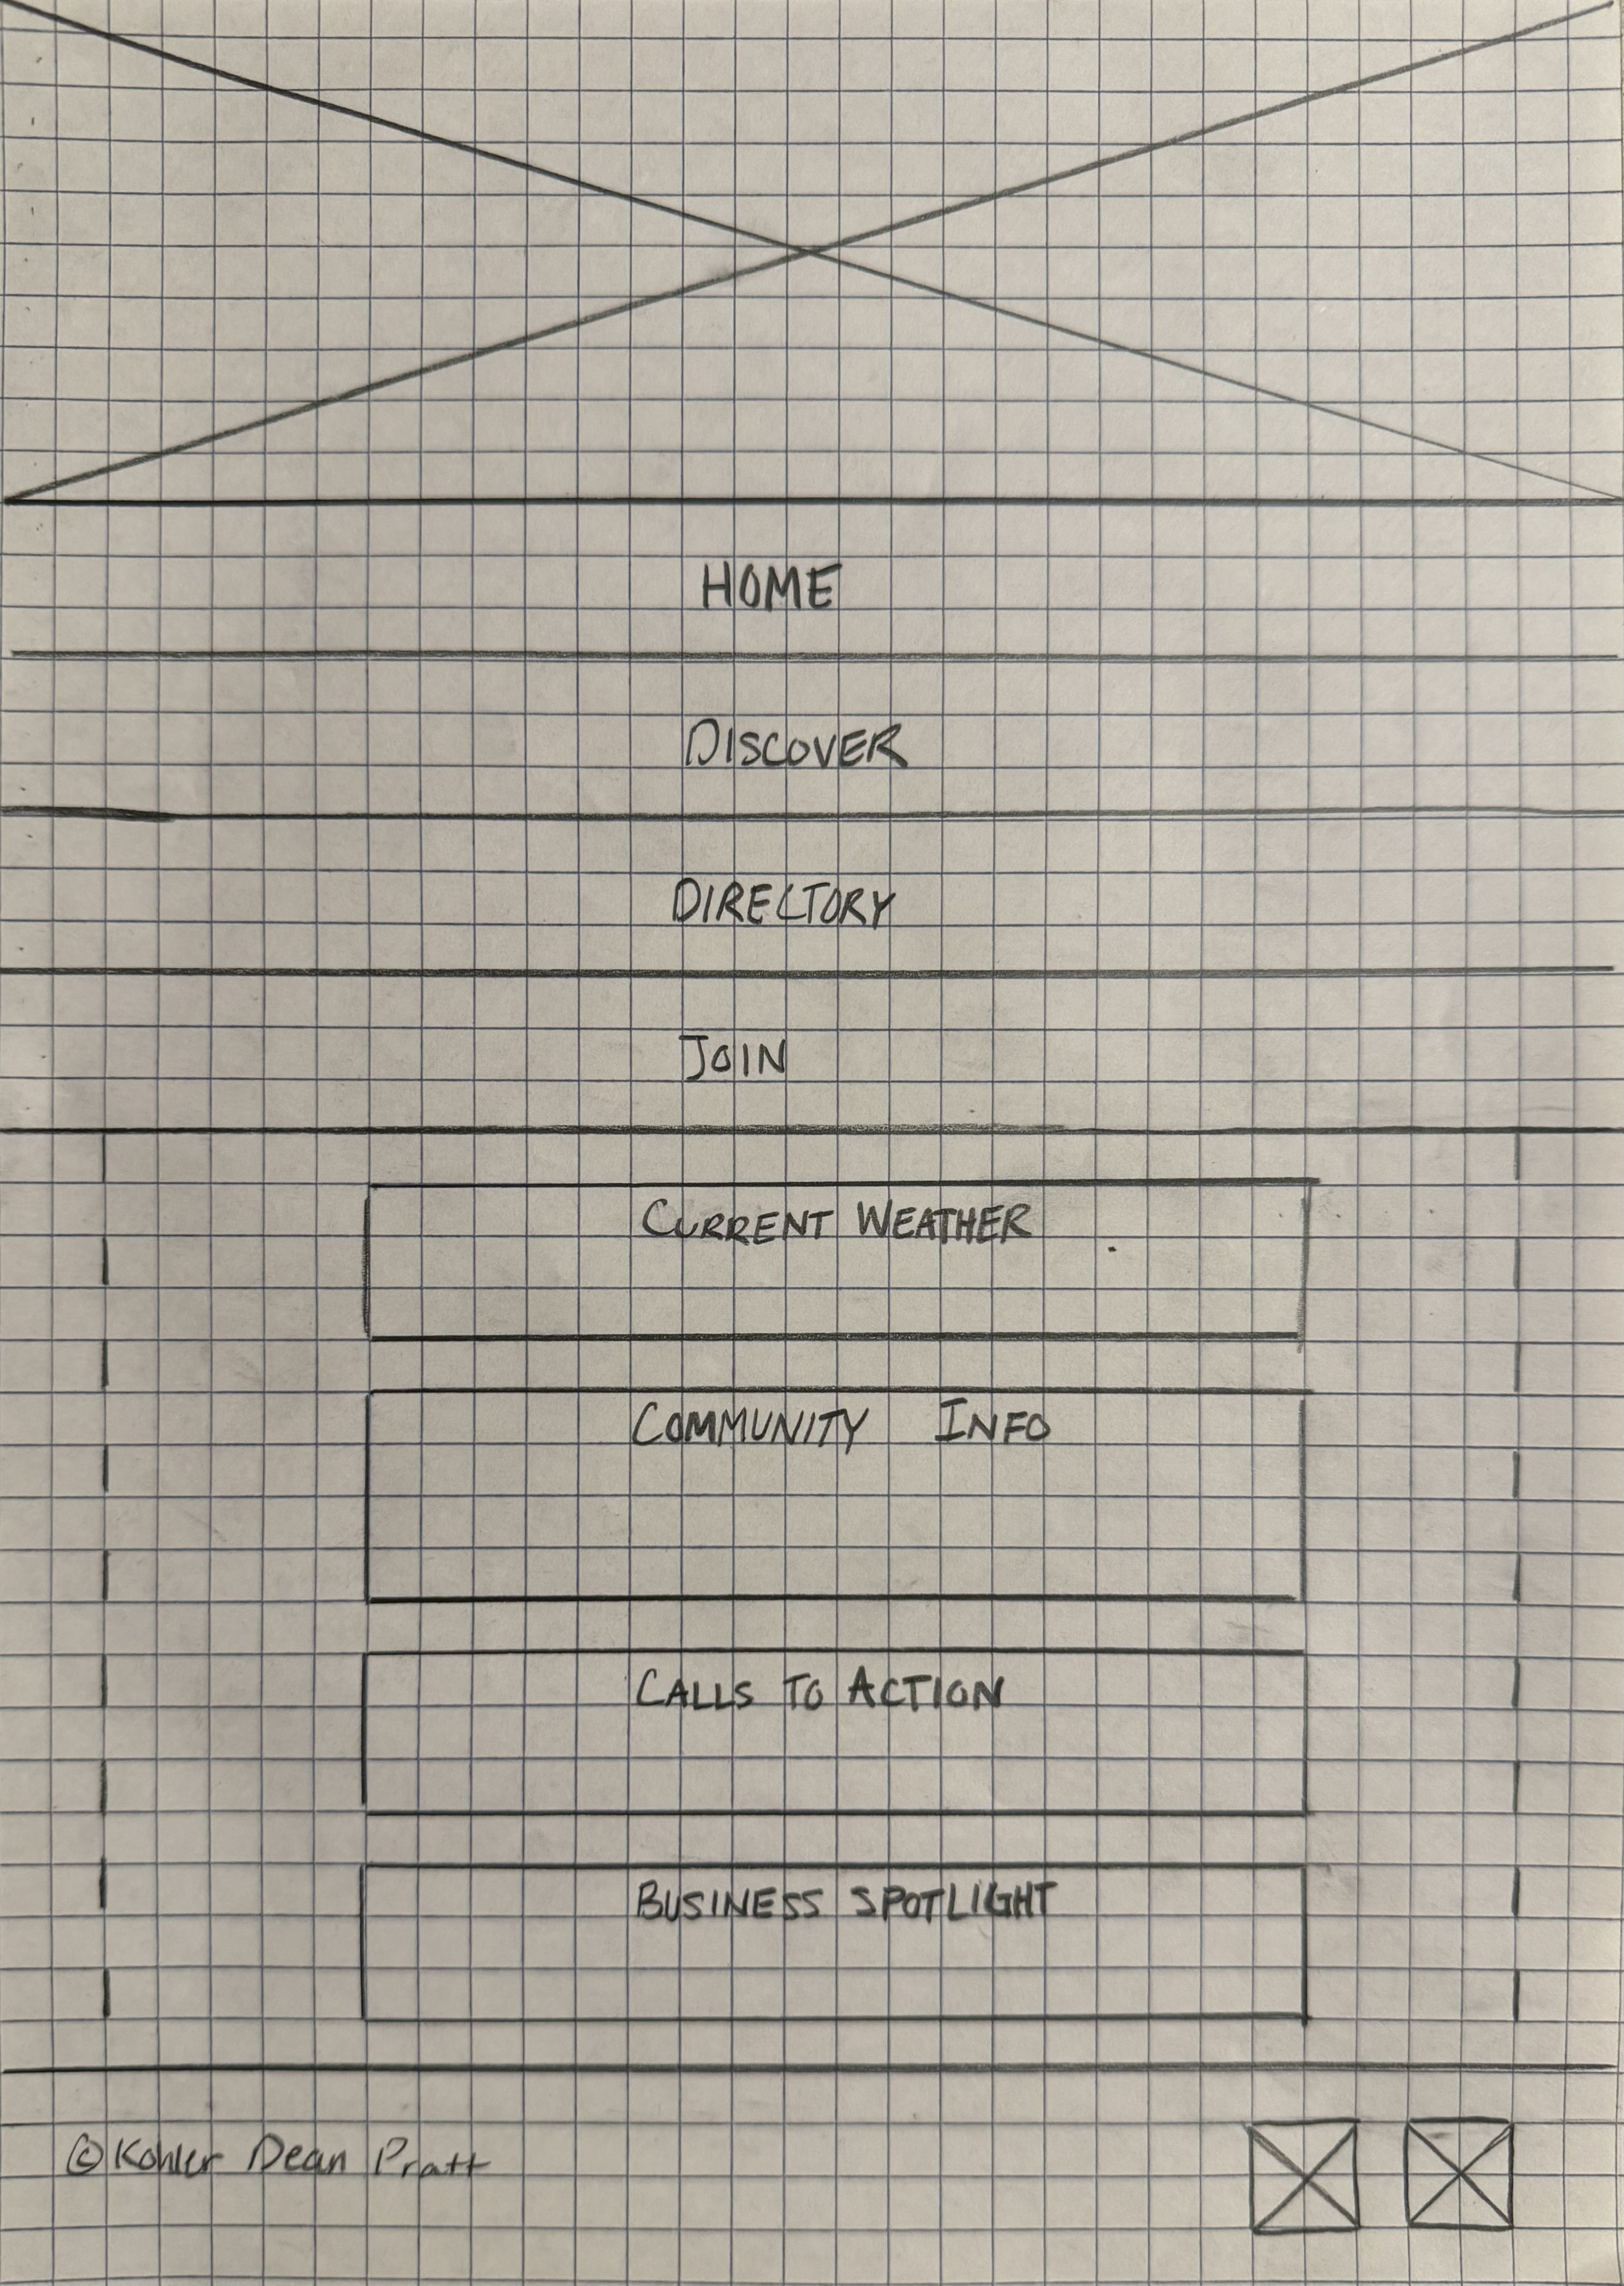 HOME
DISCOVER
DIRECTORY
JOIN
CURRENT WEATHER
COMMUNITY INFO
CALLS TO ACTION
BUSINESS SPOTLIGHT
©Kohler Dean Pratt